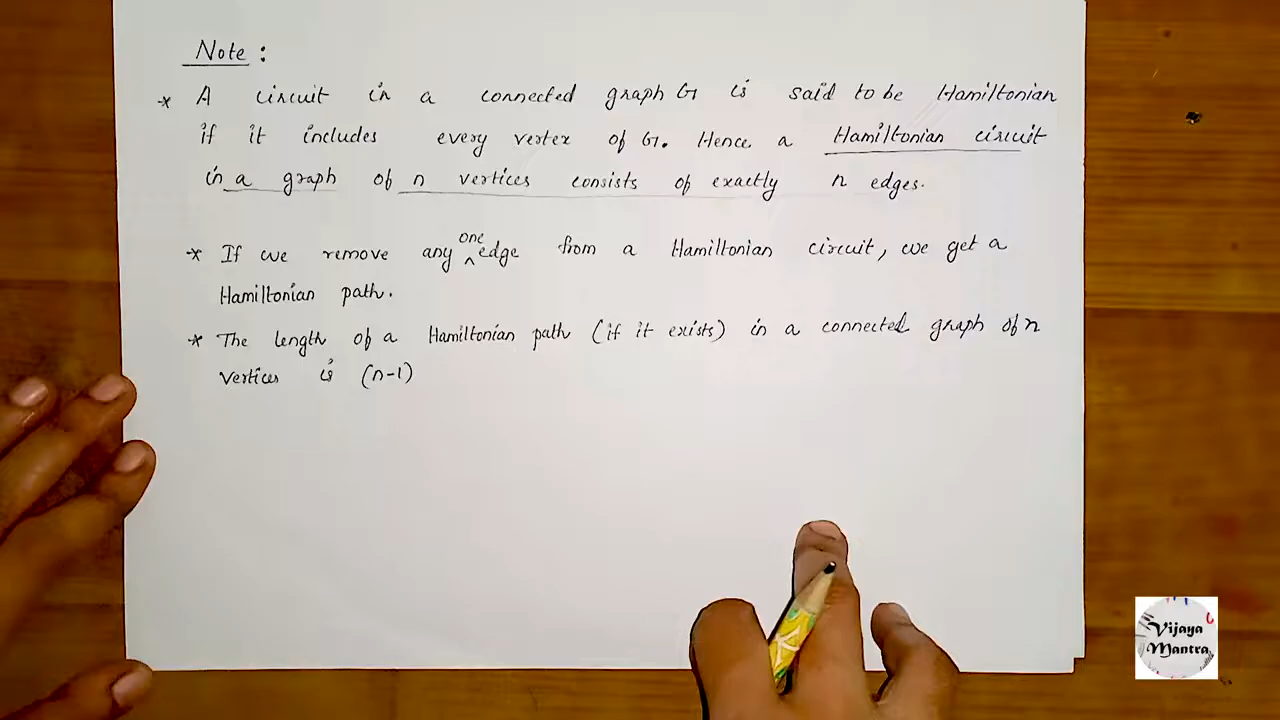 Note :
* A circuit in a connected graph G is said to be Hamiltonian
if it includes every vertex of G. Hence a Hamiltonian circuit
in a graph of n vertices consists of exactly n edges.
* If we remove any one edge from a Hamiltonian circuit, we get a
Hamiltonian path.
* The length of a Hamiltonian path (if it exists) in a connected graph of n
vertices is (n-1)
Vijaya
Mantra